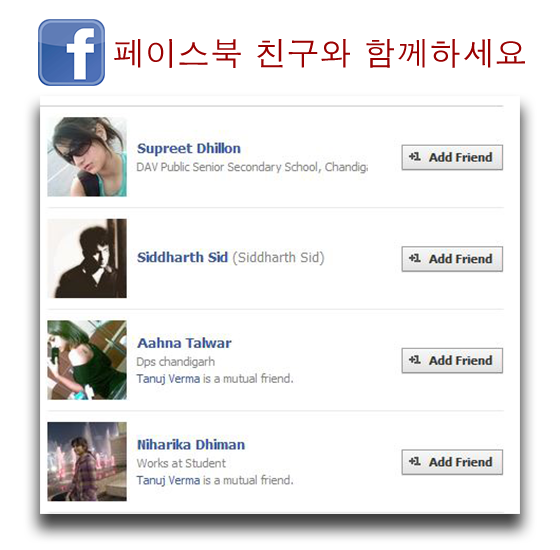 f 페이스북 친구와 함께하세요
Supreet Dhillon
DAV Public Senior Secondary School, Chandiga
+1 Add Friend
Siddharth Sid (Siddharth Sid)
+1 Add Friend
Aahna Talwar
Dps chandigarh
Tanuj Verma is a mutual friend.
+1 Add Friend
Niharika Dhiman
Works at Student
Tanuj Verma is a mutual friend.
+1 Add Friend